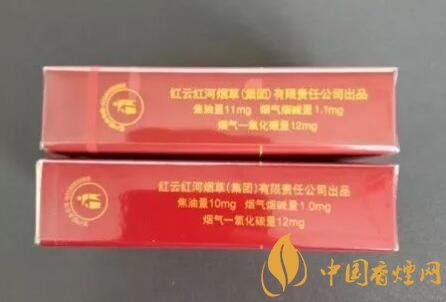 红云红河烟草(集团)有限责任公司出品
焦油量11mg 烟气烟碱量1.1mg
烟气一氧化碳量12mg
红云红河烟草(集团)有限责任公司出品
焦油量10mg 烟气烟碱量1.0mg
烟气一氧化碳量12mg
中国香煙网